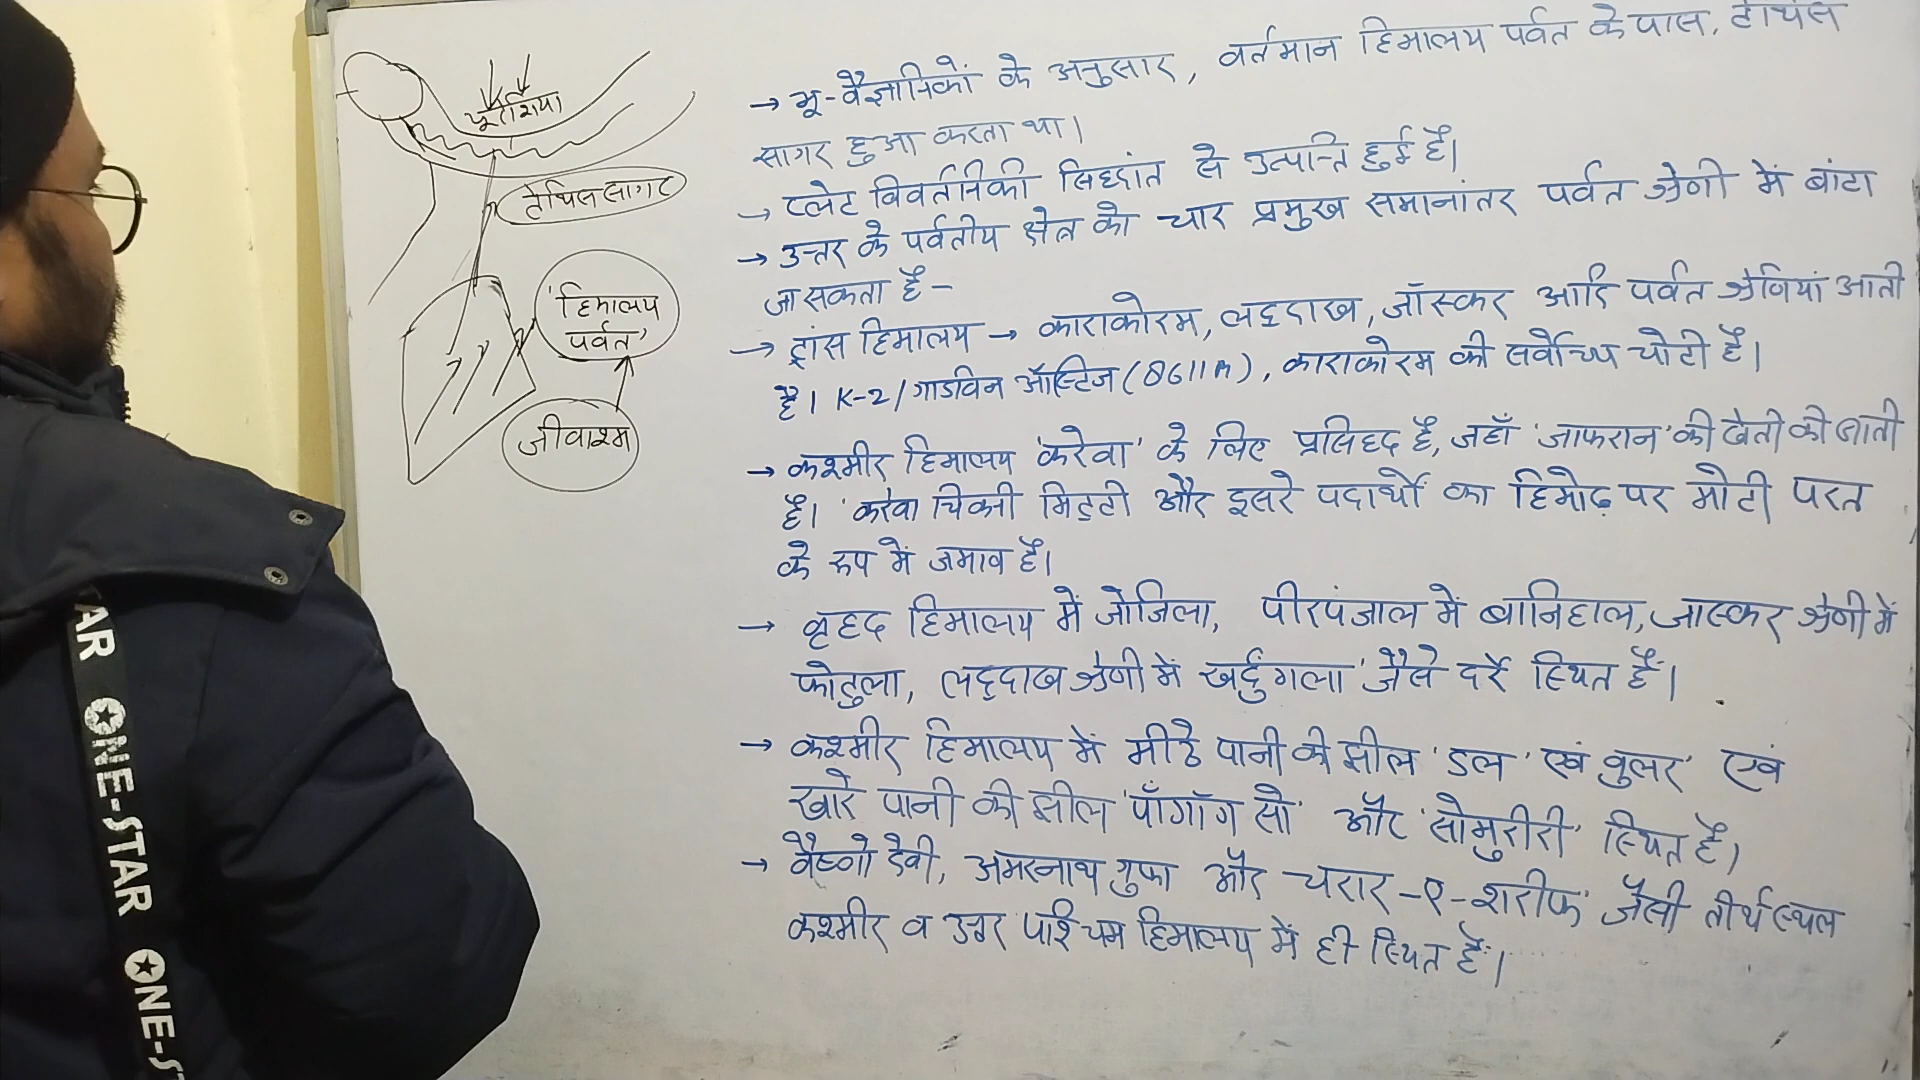 यूरेशिया
टेथिस सागर
'हिमालय
पर्वत'
जीवाश्म
→ भू-वैज्ञानिकों के अनुसार, वर्तमान हिमालय पर्वत के पास, टेथिस
सागर हुआ करता था।
→ प्लेट विवर्तनिकी सिद्दांत से उत्पत्ति हुई है।
→ उत्तर के पर्वतीय क्षेत्र को चार प्रमुख समानांतर पर्वत श्रेणी में बांटा
जा सकता है -
→ ट्रांस हिमालय → काराकोरम, लद्दाख, जॉस्कर आदि पर्वत श्रेणियां आती
है। K-2/गाडविन ऑस्टिन (8611m), काराकोरम की सर्वोच्च चोटी है।
→ कश्मीर हिमालय 'करेवा' के लिए प्रसिद्द है, जहाँ 'जाफरान' की खेती की जाती
है। 'करेवा चिकनी मिट्टी और दूसरे पदार्थों का हिमोढ़ पर मोटी परत
के रुप में जमाव है।
→ वृहद हिमालय में जोजिला, पीरपंजाल में बानिहाल, जास्कर श्रेणी में
फोटुला, लद्दाख श्रेणी में खर्दुंगला' जैसे दर्रे स्थित हैं।
→ कश्मीर हिमालय में मीठे पानी की झील 'डल' एवं वुलर' एवं
खारे पानी की झील 'पाँगॉग सो' और 'सोमुरीरी' स्थित है।
→ वैष्णो देवी, अमरनाथ गुफा और चरार-ए-शरीफ' जैसी तीर्थ स्थल
कश्मीर व उत्तर पश्चिम हिमालय में ही स्थित हैं।
AR ★ ONE-STAR ★ ONE-ST